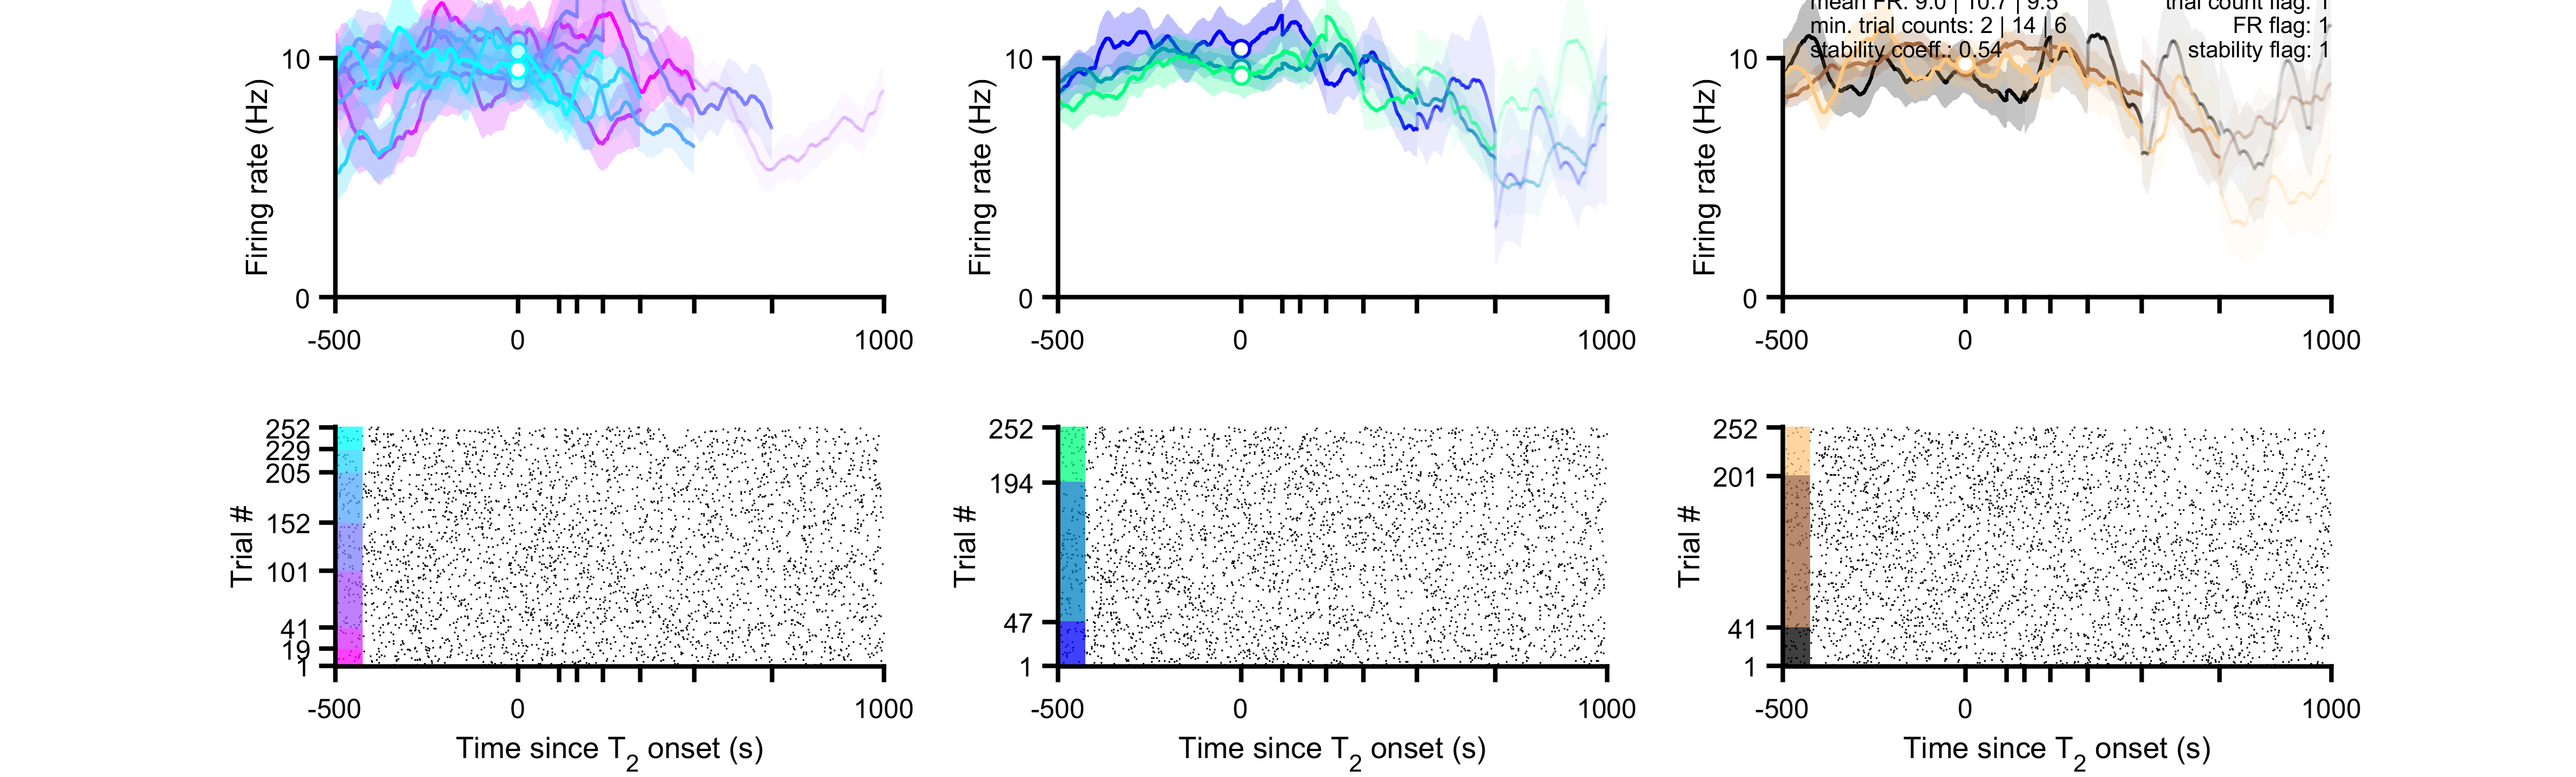 mean FR: 9.0 | 10.7 | 9.5 trial count flag: 1
min. trial counts: 2 | 14 | 6 FR flag: 1
stability coeff.: 0.54 stability flag: 1
Firing rate (Hz)
10
0
-500 0 1000
Firing rate (Hz)
10
0
-500 0 1000
Firing rate (Hz)
10
0
-500 0 1000
Trial #
252
229
205
152
101
41
19
1
-500 0 1000
Time since T2 onset (s)
Trial #
252
194
47
1
-500 0 1000
Time since T2 onset (s)
Trial #
252
201
41
1
-500 0 1000
Time since T2 onset (s)